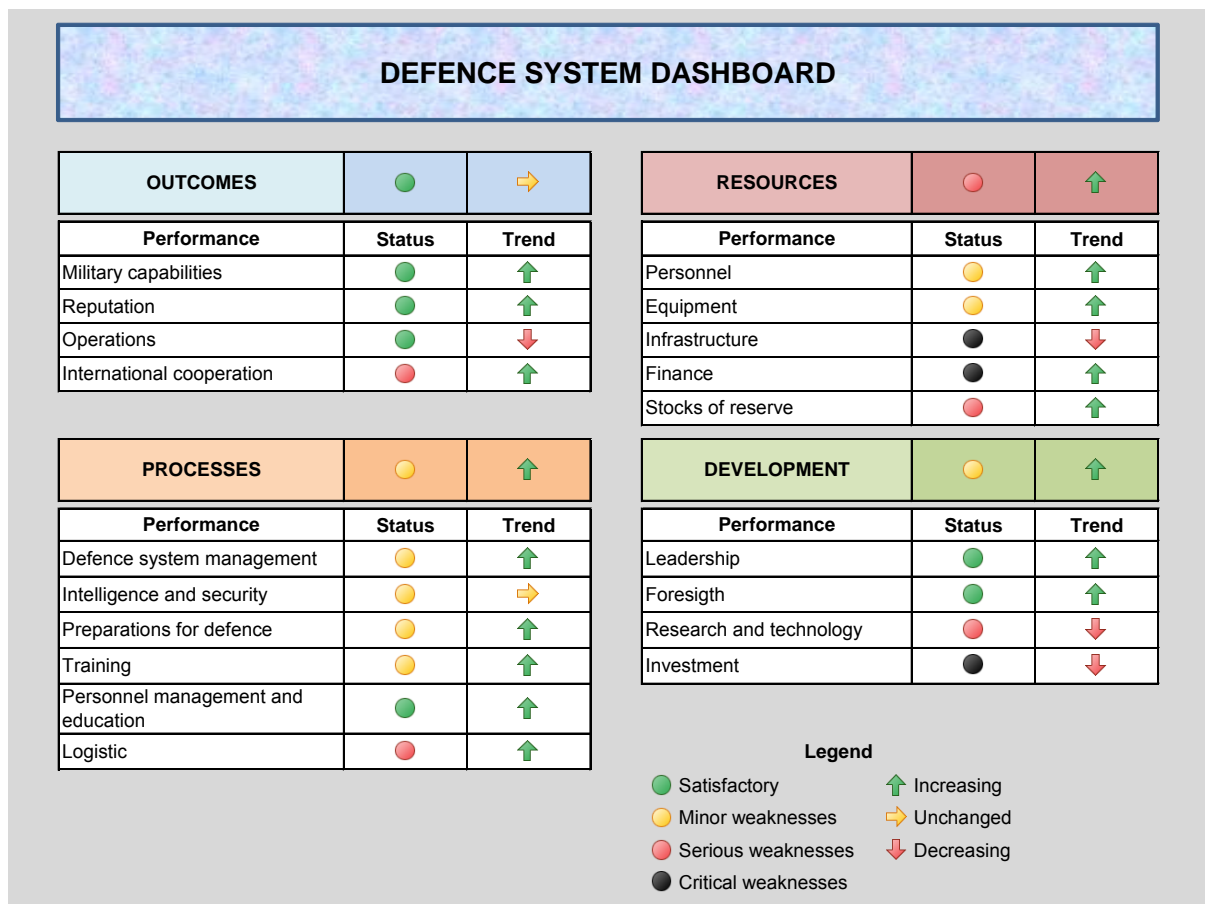 DEFENCE SYSTEM DASHBOARD
OUTCOMES
Performance Status Trend
Military capabilities
Reputation
Operations
International cooperation
RESOURCES
Performance Status Trend
Personnel
Equipment
Infrastructure
Finance
Stocks of reserve
PROCESSES
Performance Status Trend
Defence system management
Intelligence and security
Preparations for defence
Training
Personnel management and
education
Logistic
DEVELOPMENT
Performance Status Trend
Leadership
Foresigth
Research and technology
Investment
Legend
Satisfactory Increasing
Minor weaknesses Unchanged
Serious weaknesses Decreasing
Critical weaknesses